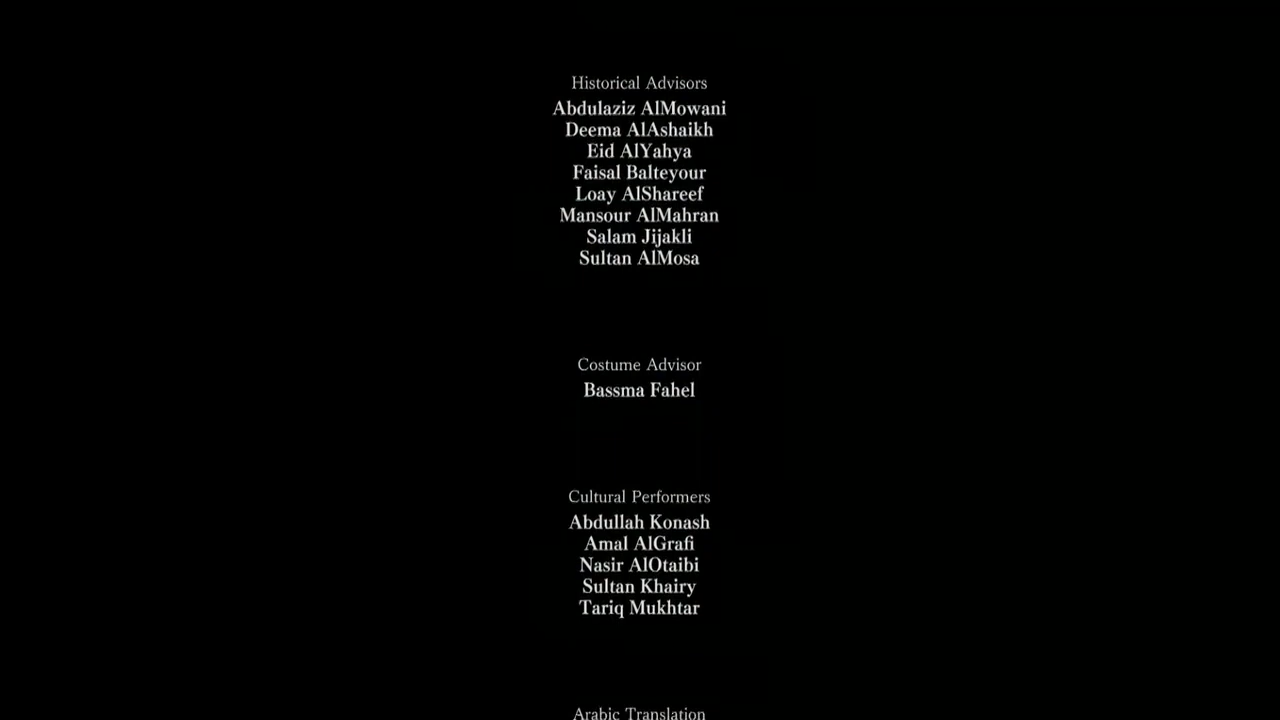 Historical Advisors
Abdulaziz AlMowani
Deema AlAshaikh
Eid AlYahya
Faisal Balteyour
Loay AlShareef
Mansour AlMahran
Salam Jijakli
Sultan AlMosa
Costume Advisor
Bassma Fahel
Cultural Performers
Abdullah Konash
Amal AlGrafi
Nasir AlOtaibi
Sultan Khairy
Tariq Mukhtar
Arabic Translation